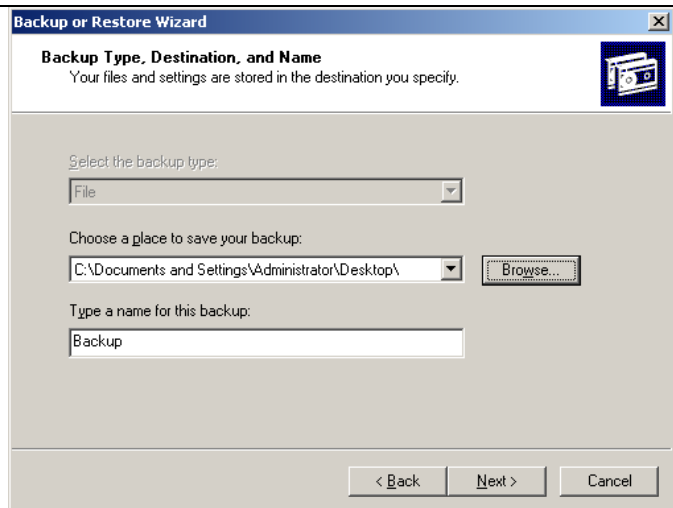 Backup or Restore Wizard
Backup Type, Destination, and Name
Your files and settings are stored in the destination you specify.
Select the backup type:
File
Choose a place to save your backup:
C:\Documents and Settings\Administrator\Desktop\
Browse...
Type a name for this backup:
Backup
< Back
Next >
Cancel